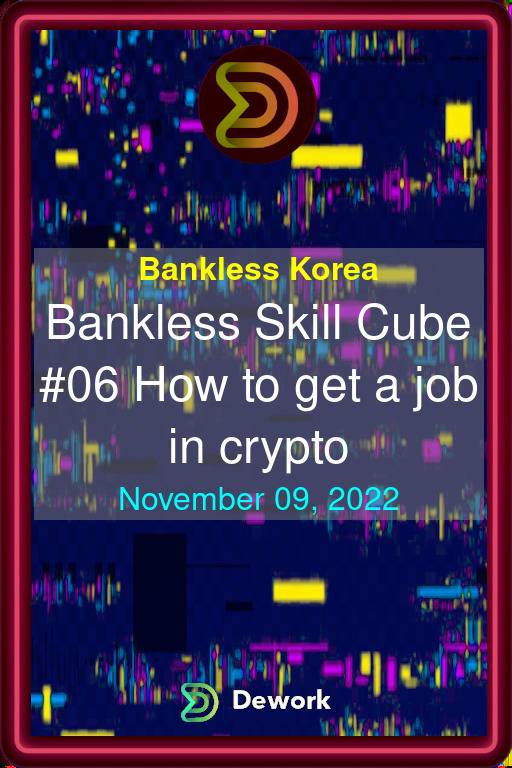 Bankless Korea
Bankless Skill Cube
#06 How to get a job
in crypto
November 09, 2022
Dework